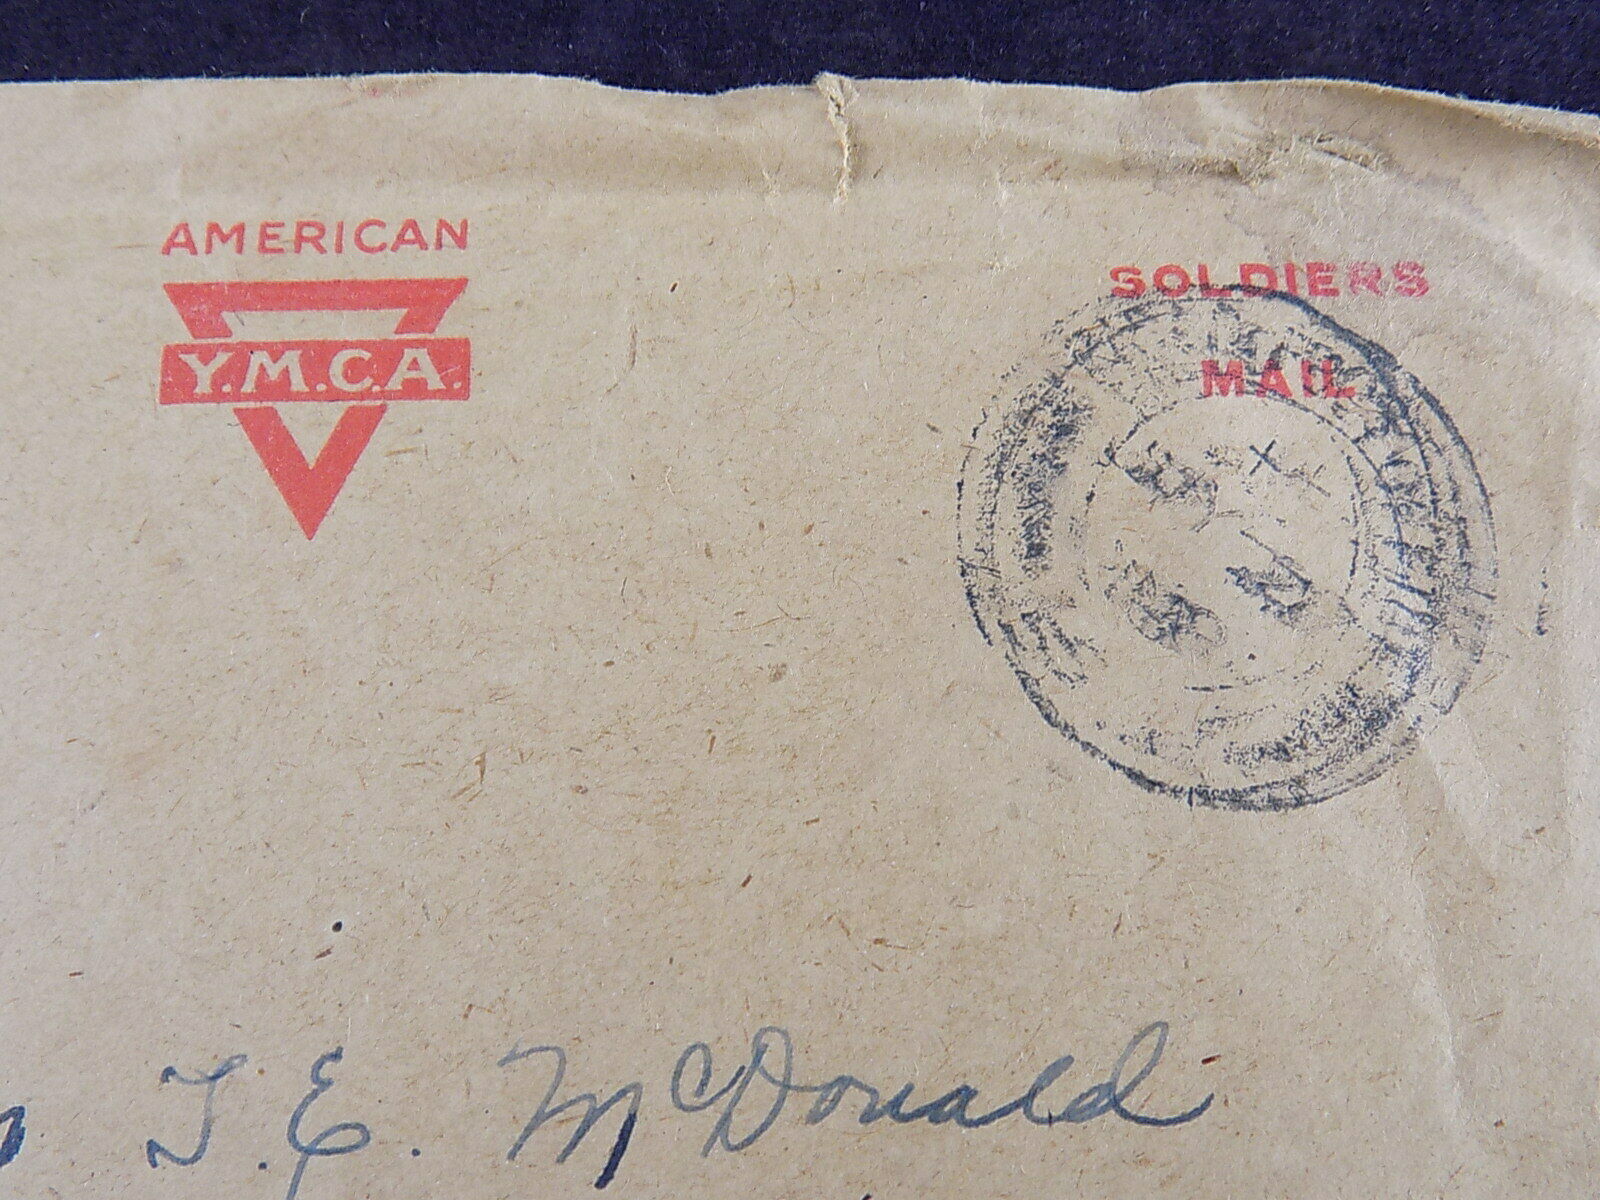 AMERICAN
Y.M.C.A.
SOLDIERS
MAIL
T. E. McDonald